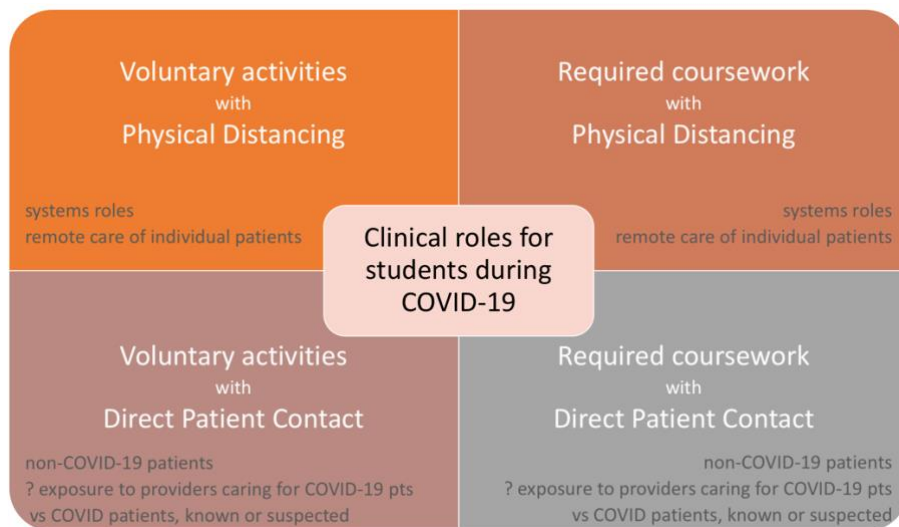 Voluntary activities
with
Physical Distancing
systems roles
remote care of individual patients
Required coursework
with
Physical Distancing
systems roles
remote care of individual patients
Clinical roles for
students during
COVID-19
Voluntary activities
with
Direct Patient Contact
non-COVID-19 patients
? exposure to providers caring for COVID-19 pts
vs COVID patients, known or suspected
Required coursework
with
Direct Patient Contact
non-COVID-19 patients
? exposure to providers caring for COVID-19 pts
vs COVID patients, known or suspected